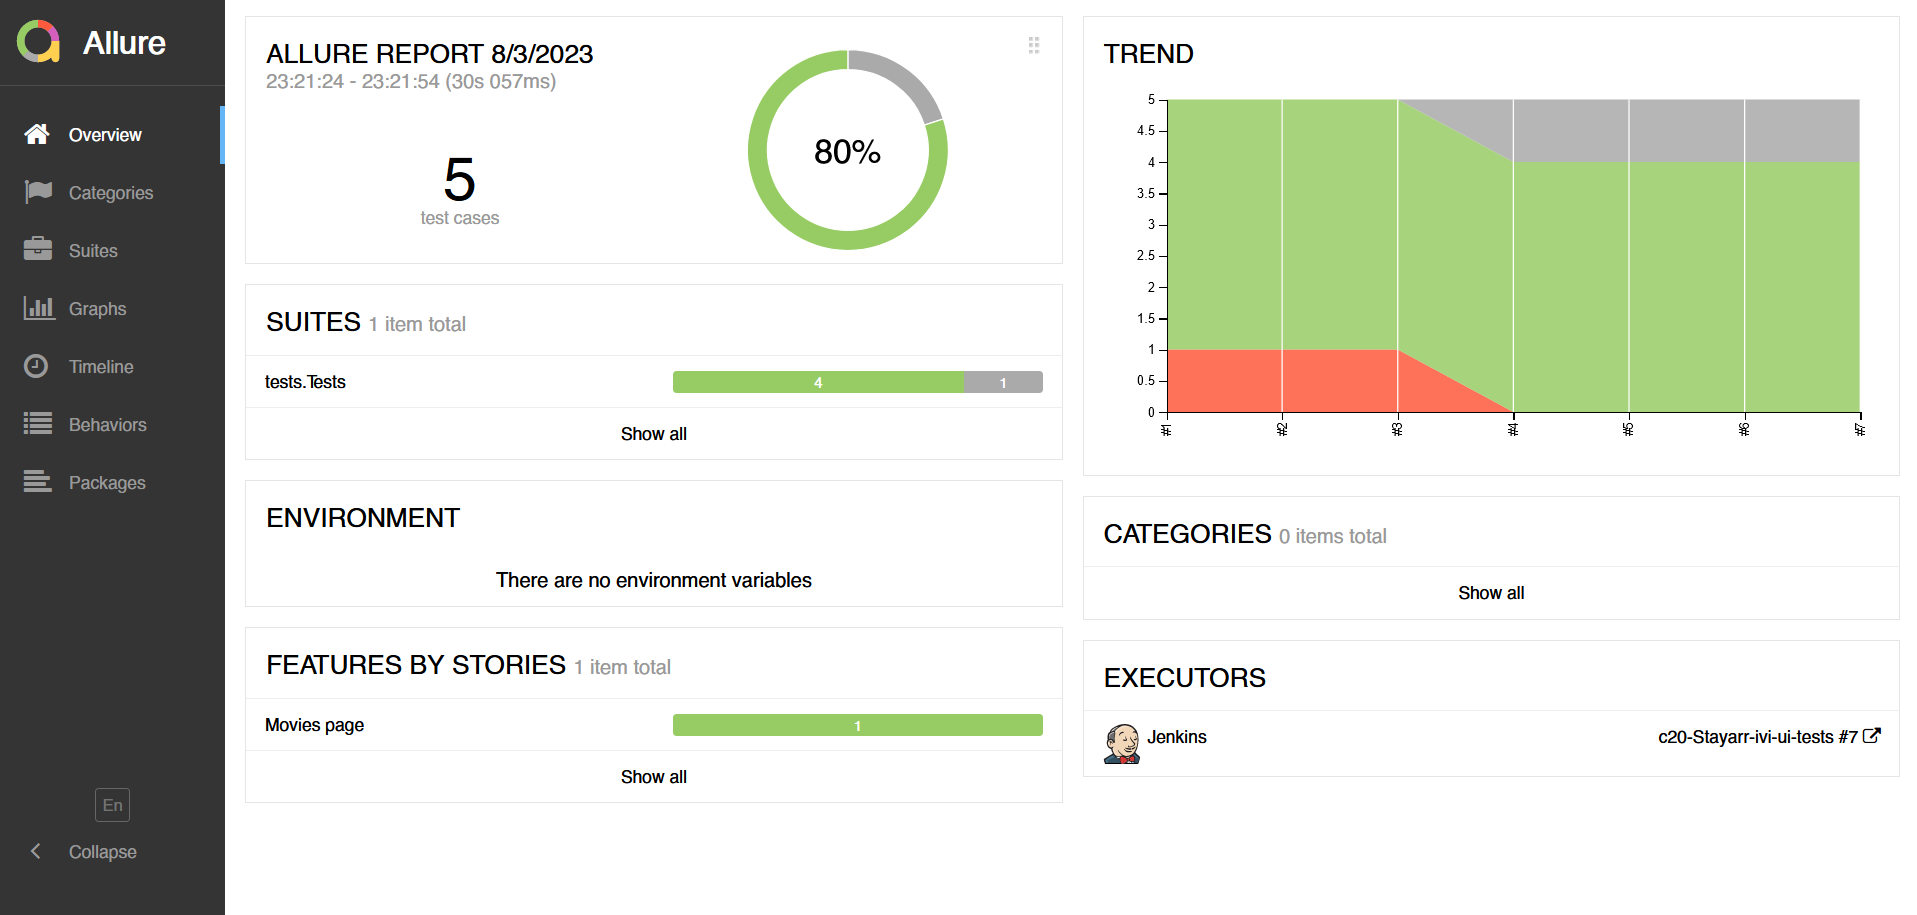 Allure
Overview
Categories
Suites
Graphs
Timeline
Behaviors
Packages
En
Collapse
ALLURE REPORT 8/3/2023
23:21:24 - 23:21:54 (30s 057ms)
5
test cases
80%
SUITES 1 item total
tests.Tests 4 1
Show all
ENVIRONMENT
There are no environment variables
FEATURES BY STORIES 1 item total
Movies page 1
Show all
TREND
5
4.5
4
3.5
3
2.5
2
1.5
1
0.5
0
#1 #2 #3 #4 #5 #6 #7
CATEGORIES 0 items total
Show all
EXECUTORS
Jenkins c20-Stayarr-ivi-ui-tests #7